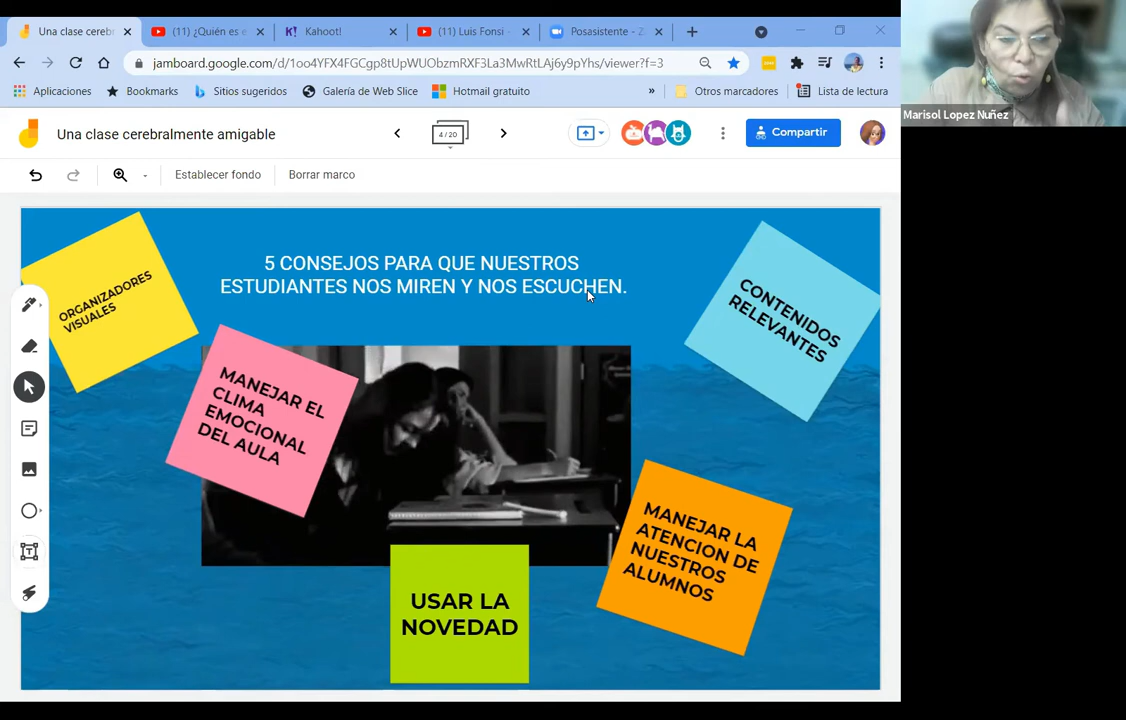 Una clase cereb
(11) ¿Quién es e
Kahoot!
(11) Luis Fonsi -
Posasistente - Z
jamboard.google.com/d/1oo4YFX4FGCgp8tUpWUObzmRXF3La3MwRtLAj6y9pYhs/viewer?f=3
Aplicaciones
Bookmarks
Sitios sugeridos
Galería de Web Slice
Hotmail gratuito
»
Otros marcadores
Lista de lectura
Marisol Lopez Nuñez
Una clase cerebralmente amigable
4 / 20
Compartir
Establecer fondo
Borrar marco
5 CONSEJOS PARA QUE NUESTROS
ESTUDIANTES NOS MIREN Y NOS ESCUCHEN.
ORGANIZADORES
VISUALES
CONTENIDOS
RELEVANTES
MANEJAR EL
CLIMA
EMOCIONAL
DEL AULA
MANEJAR LA
ATENCION DE
NUESTROS
ALUMNOS
USAR LA
NOVEDAD